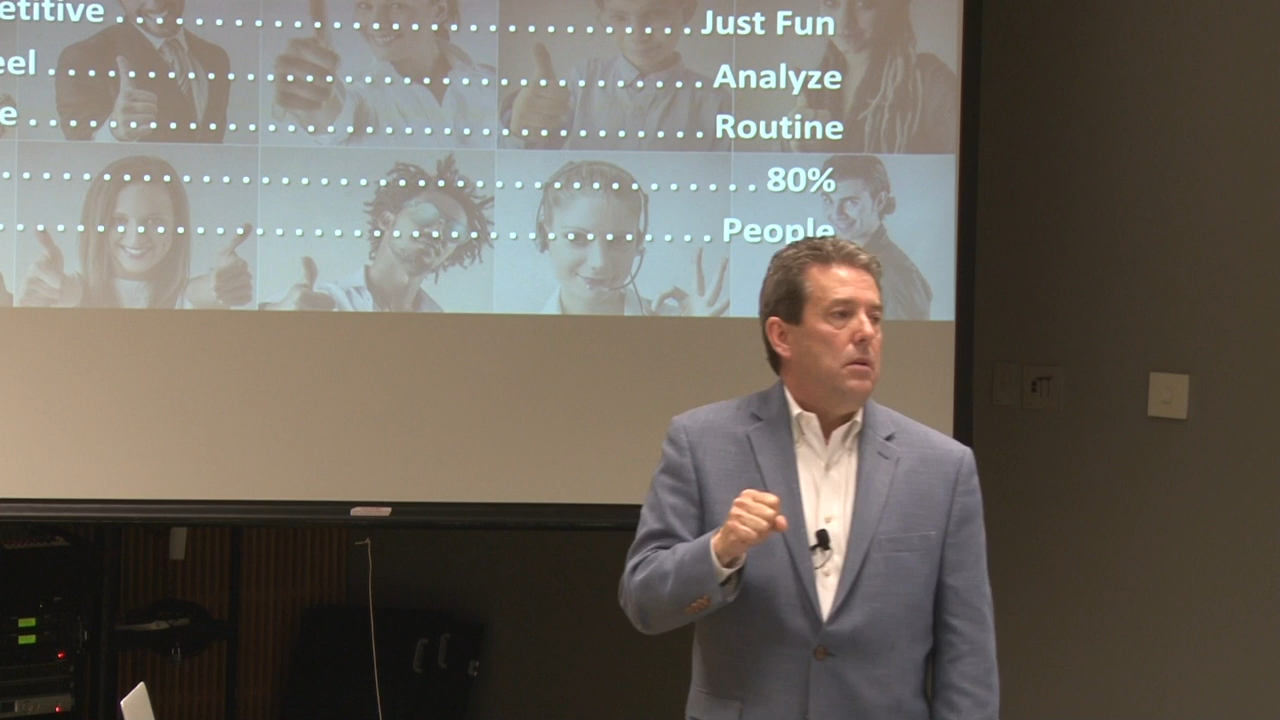 etitive . . . . . . . . . . . . . . . . . . . . . . . . . . . . . . . . . . . . . Just Fun
eel . . . . . . . . . . . . . . . . . . . . . . . . . . . . . . . . . . . . . . . . . . . Analyze
e . . . . . . . . . . . . . . . . . . . . . . . . . . . . . . . . . . . . . . . . . . . . Routine
. . . . . . . . . . . . . . . . . . . . . . . . . . . . . . . . . . . . . . . . . . . . . . . . . . 80%
. . . . . . . . . . . . . . . . . . . . . . . . . . . . . . . . . . . . . . . . . . . . . . . People